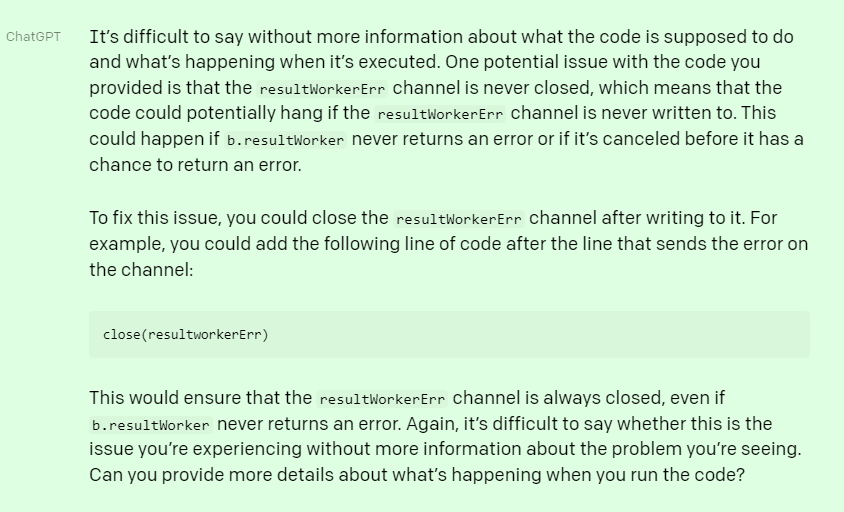 ChatGPT
It's difficult to say without more information about what the code is supposed to do
and what's happening when it's executed. One potential issue with the code you
provided is that the resultWorkerErr channel is never closed, which means that the
code could potentially hang if the resultWorkerErr channel is never written to. This
could happen if b.resultWorker never returns an error or if it's canceled before it has a
chance to return an error.
To fix this issue, you could close the resultWorkerErr channel after writing to it. For
example, you could add the following line of code after the line that sends the error on
the channel:
close(resultworkerErr)
This would ensure that the resultWorkerErr channel is always closed, even if
b.resultWorker never returns an error. Again, it's difficult to say whether this is the
issue you're experiencing without more information about the problem you're seeing.
Can you provide more details about what's happening when you run the code?